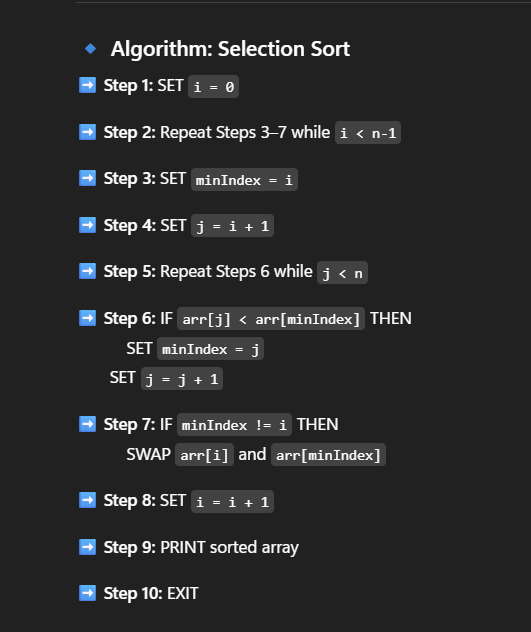 Algorithm: Selection Sort
Step 1: SET i = 0
Step 2: Repeat Steps 3–7 while i < n-1
Step 3: SET minIndex = i
Step 4: SET j = i + 1
Step 5: Repeat Steps 6 while j < n
Step 6: IF arr[j] < arr[minIndex] THEN
SET minIndex = j
SET j = j + 1
Step 7: IF minIndex != i THEN
SWAP arr[i] and arr[minIndex]
Step 8: SET i = i + 1
Step 9: PRINT sorted array
Step 10: EXIT